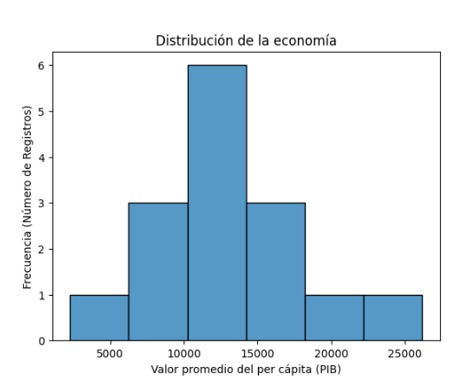 Distribución de la economía
Frecuencia (Número de Registros)
6
5
4
3
2
1
0
5000 10000 15000 20000 25000
Valor promedio del per cápita (PIB)